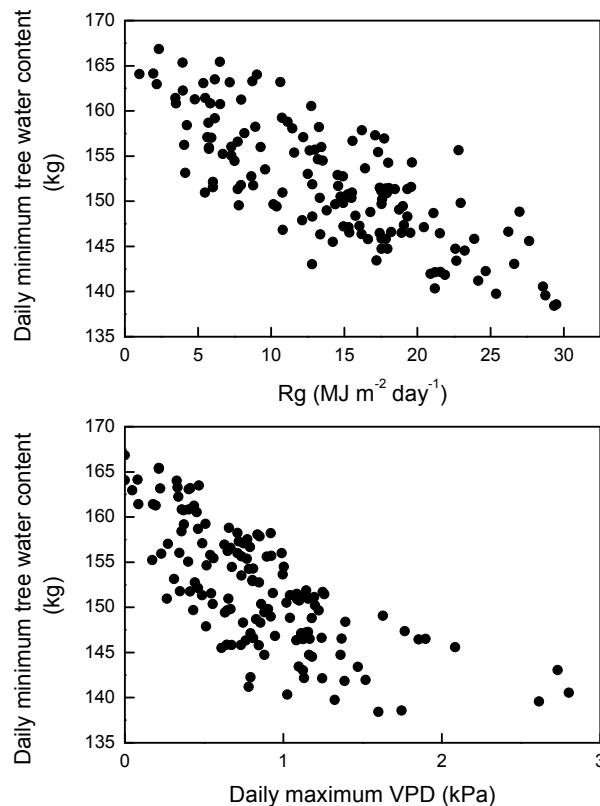 170
165
160
155
150
145
140
135
Daily minimum tree water content
(kg)
0 5 10 15 20 25 30
Rg (MJ m⁻² day⁻¹)
170
165
160
155
150
145
140
135
Daily minimum tree water content
(kg)
0 1 2 3
Daily maximum VPD (kPa)